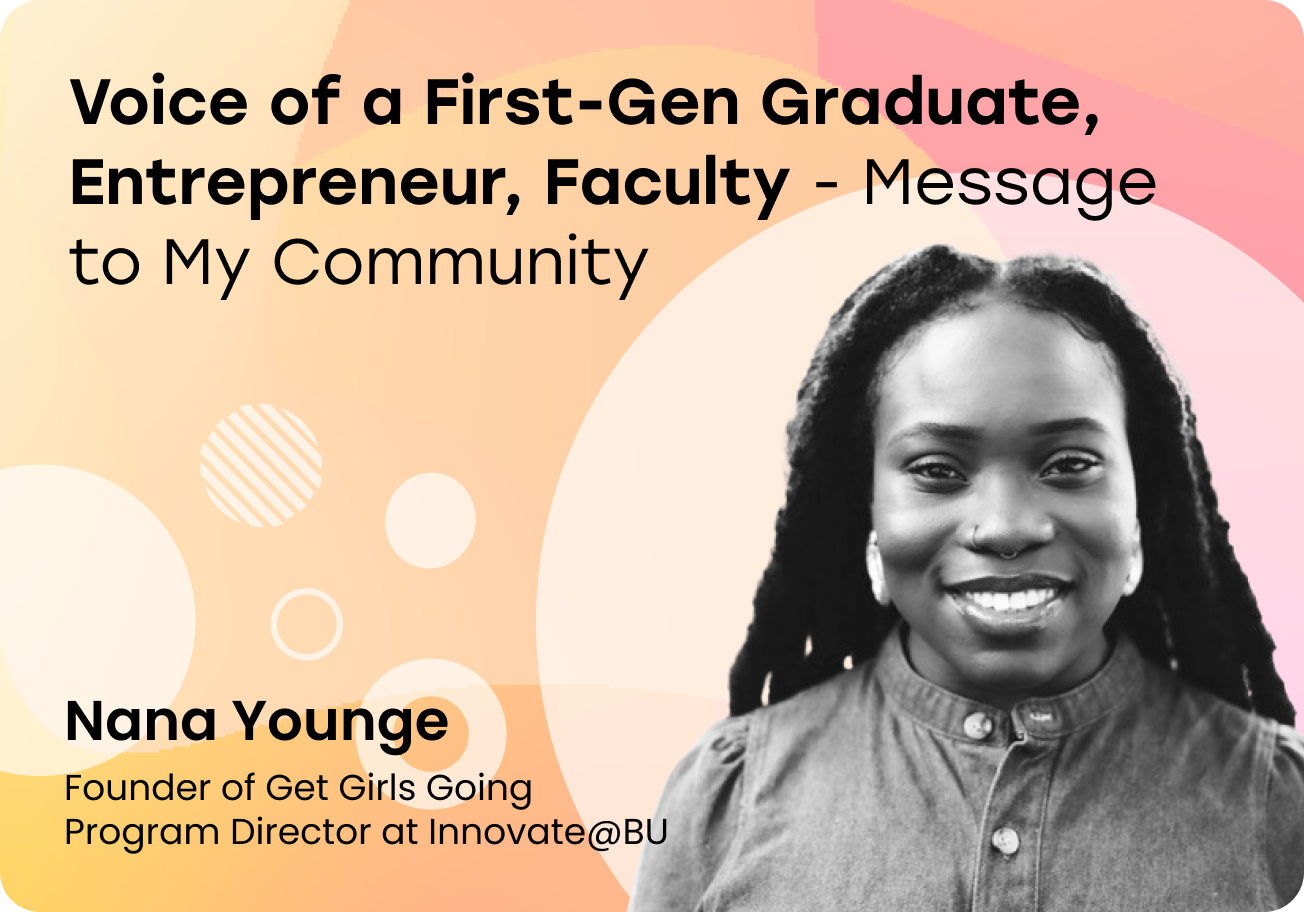 Voice of a First-Gen Graduate,
Entrepreneur, Faculty - Message
to My Community
Nana Younge
Founder of Get Girls Going
Program Director at Innovate@BU